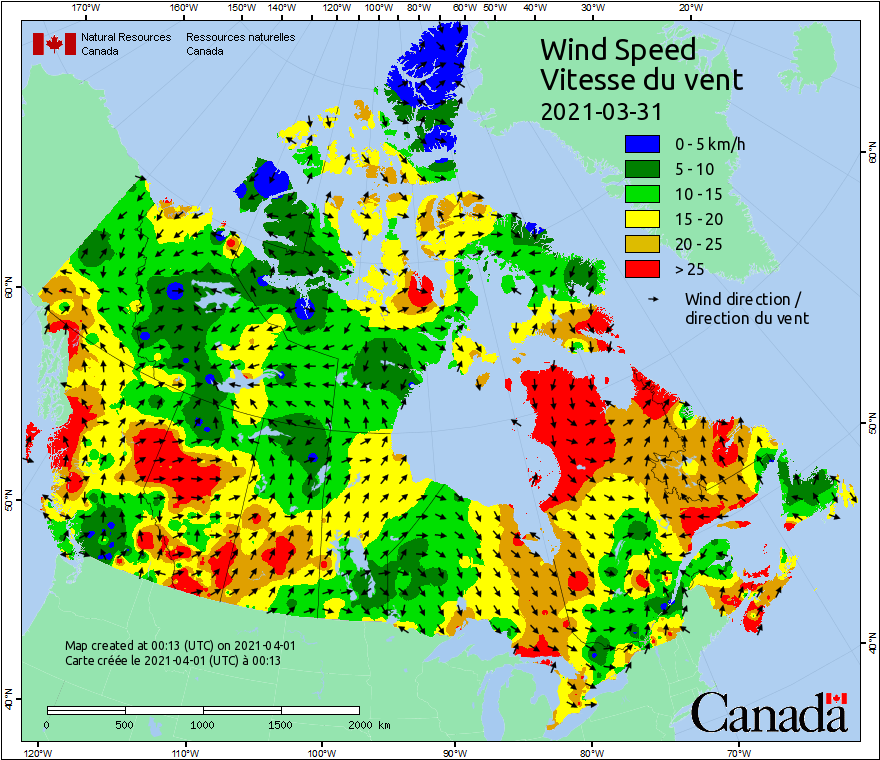 170°W 160°W 150°W 140°W 130°W 120°W 110°W 100°W 90°W 80°W 70°W 60°W 50°W 40°W 30°W 20°W
Natural Resources Ressources naturelles
Canada Canada
Wind Speed
Vitesse du vent
2021-03-31
0 - 5 km/h
5 - 10
10 - 15
15 - 20
20 - 25
> 25
Wind direction /
direction du vent
60°N
60°N
50°N
50°N
40°N
40°N
Map created at 00:13 (UTC) on 2021-04-01
Carte créée le 2021-04-01 (UTC) à 00:13
0 500 1000 1500 2000 km
Canada
120°W 110°W 100°W 90°W 80°W 70°W